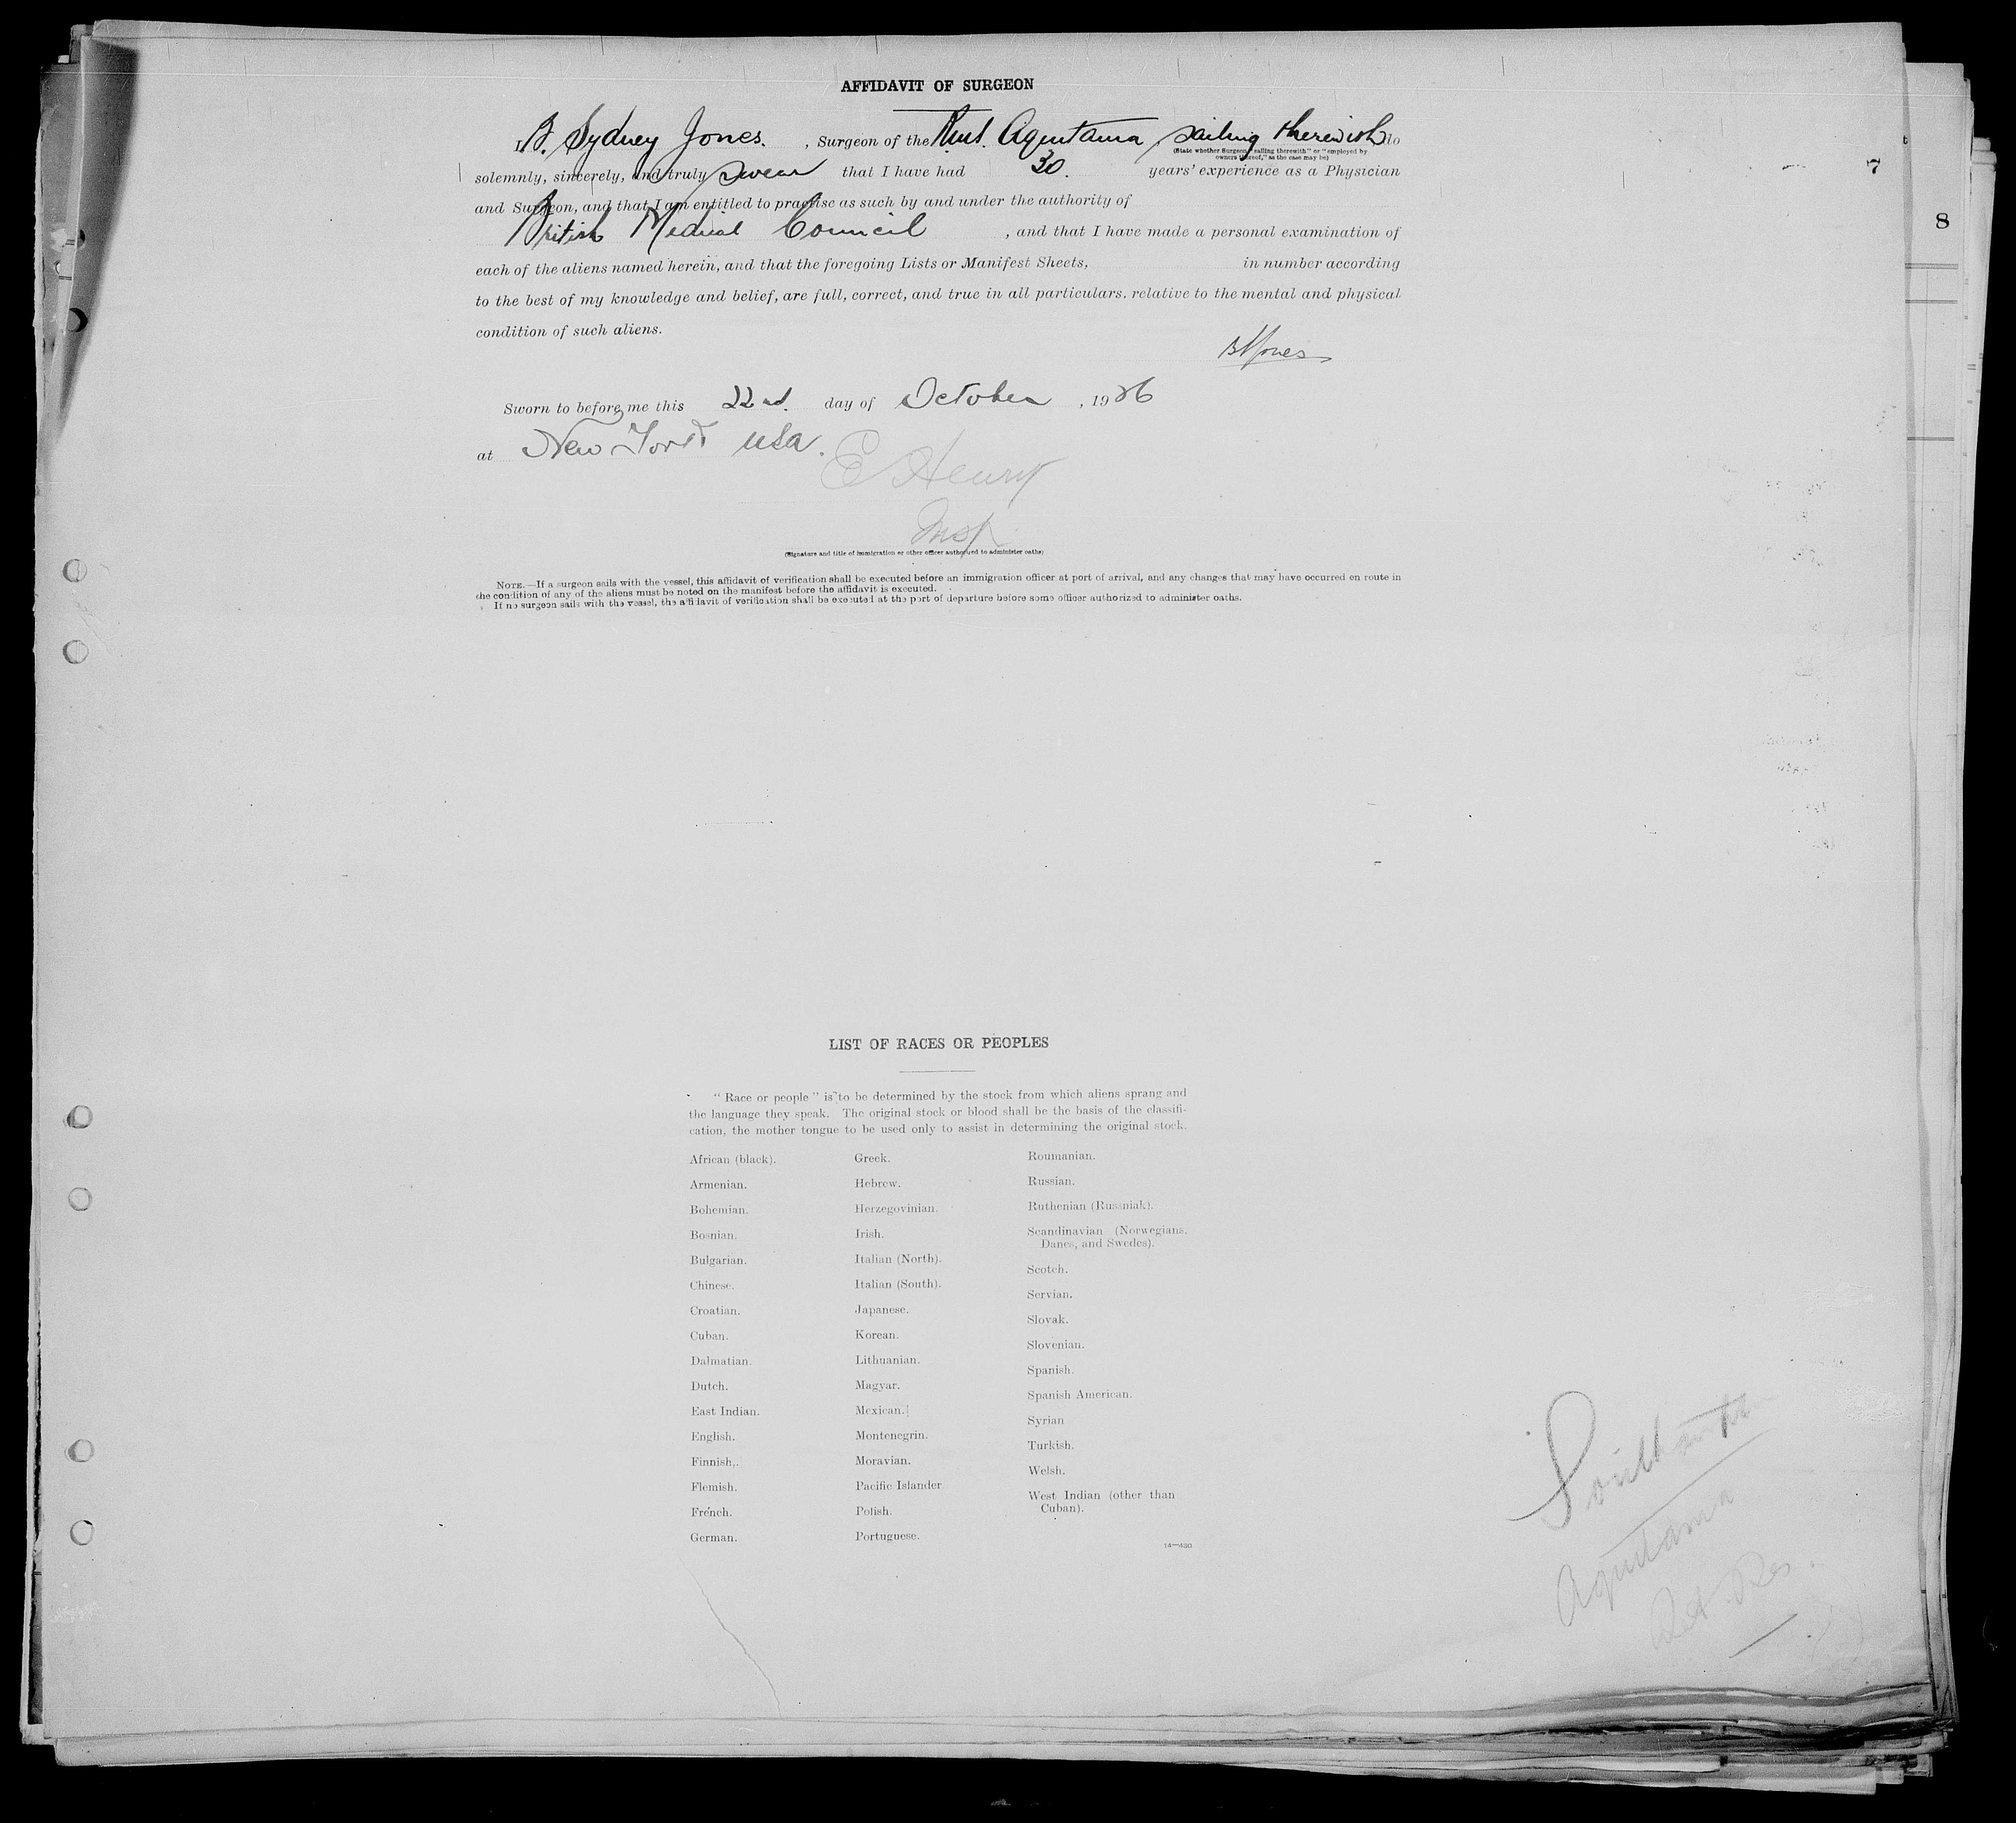 AFFIDAVIT OF SURGEON
I B. Sydney Jones. , Surgeon of the Aquitania, sailing therewith do
(State whether Surgeon "sailing therewith" or "employed by
owners thereof," as the case may be)
solemnly, sincerely, and truly swear that I have had 30. years' experience as a Physician
and Surgeon, and that I am entitled to practise as such by and under the authority of
British Medical Council , and that I have made a personal examination of
each of the aliens named herein, and that the foregoing Lists or Manifest Sheets, in number according
to the best of my knowledge and belief, are full, correct, and true in all particulars. relative to the mental and physical
condition of such aliens.
BSJones
Sworn to before me this 22nd. day of October , 1926
at New York USA.
E Henry
Insp
(Signature and title of immigration or other officer authorized to administer oaths)
NOTE.—If a surgeon sails with the vessel, this affidavit of verification shall be executed before an immigration officer at port of arrival, and any changes that may have occurred en route in
the condition of any of the aliens must be noted on the manifest before the affidavit is executed.
If no surgeon sails with the vessel, the affidavit of verification shall be executed at the port of departure before some officer authorized to administer oaths.
7
8
LIST OF RACES OR PEOPLES
"Race or people" is to be determined by the stock from which aliens sprang and
the language they speak. The original stock or blood shall be the basis of the classifi-
cation, the mother tongue to be used only to assist in determining the original stock.
African (black).
Armenian.
Bohemian.
Bosnian.
Bulgarian.
Chinese.
Croatian.
Cuban.
Dalmatian.
Dutch.
East Indian.
English.
Finnish.
Flemish.
French.
German.
Greek.
Hebrew.
Herzegovinian.
Irish.
Italian (North).
Italian (South).
Japanese.
Korean.
Lithuanian.
Magyar.
Mexican.
Montenegrin.
Moravian.
Pacific Islander
Polish.
Portuguese.
Roumanian.
Russian.
Ruthenian (Russniak).
Scandinavian (Norwegians,
Danes, and Swedes).
Scotch.
Servian.
Slovak.
Slovenian.
Spanish.
Spanish American.
Syrian
Turkish.
Welsh.
West Indian (other than
Cuban).
14—430
Aquitania